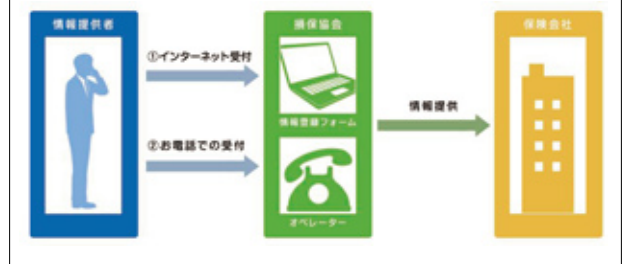 情報提供者
①インターネット受付
②お電話での受付
損保協会
情報登録フォーム
オペレーター
情報提供
保険会社